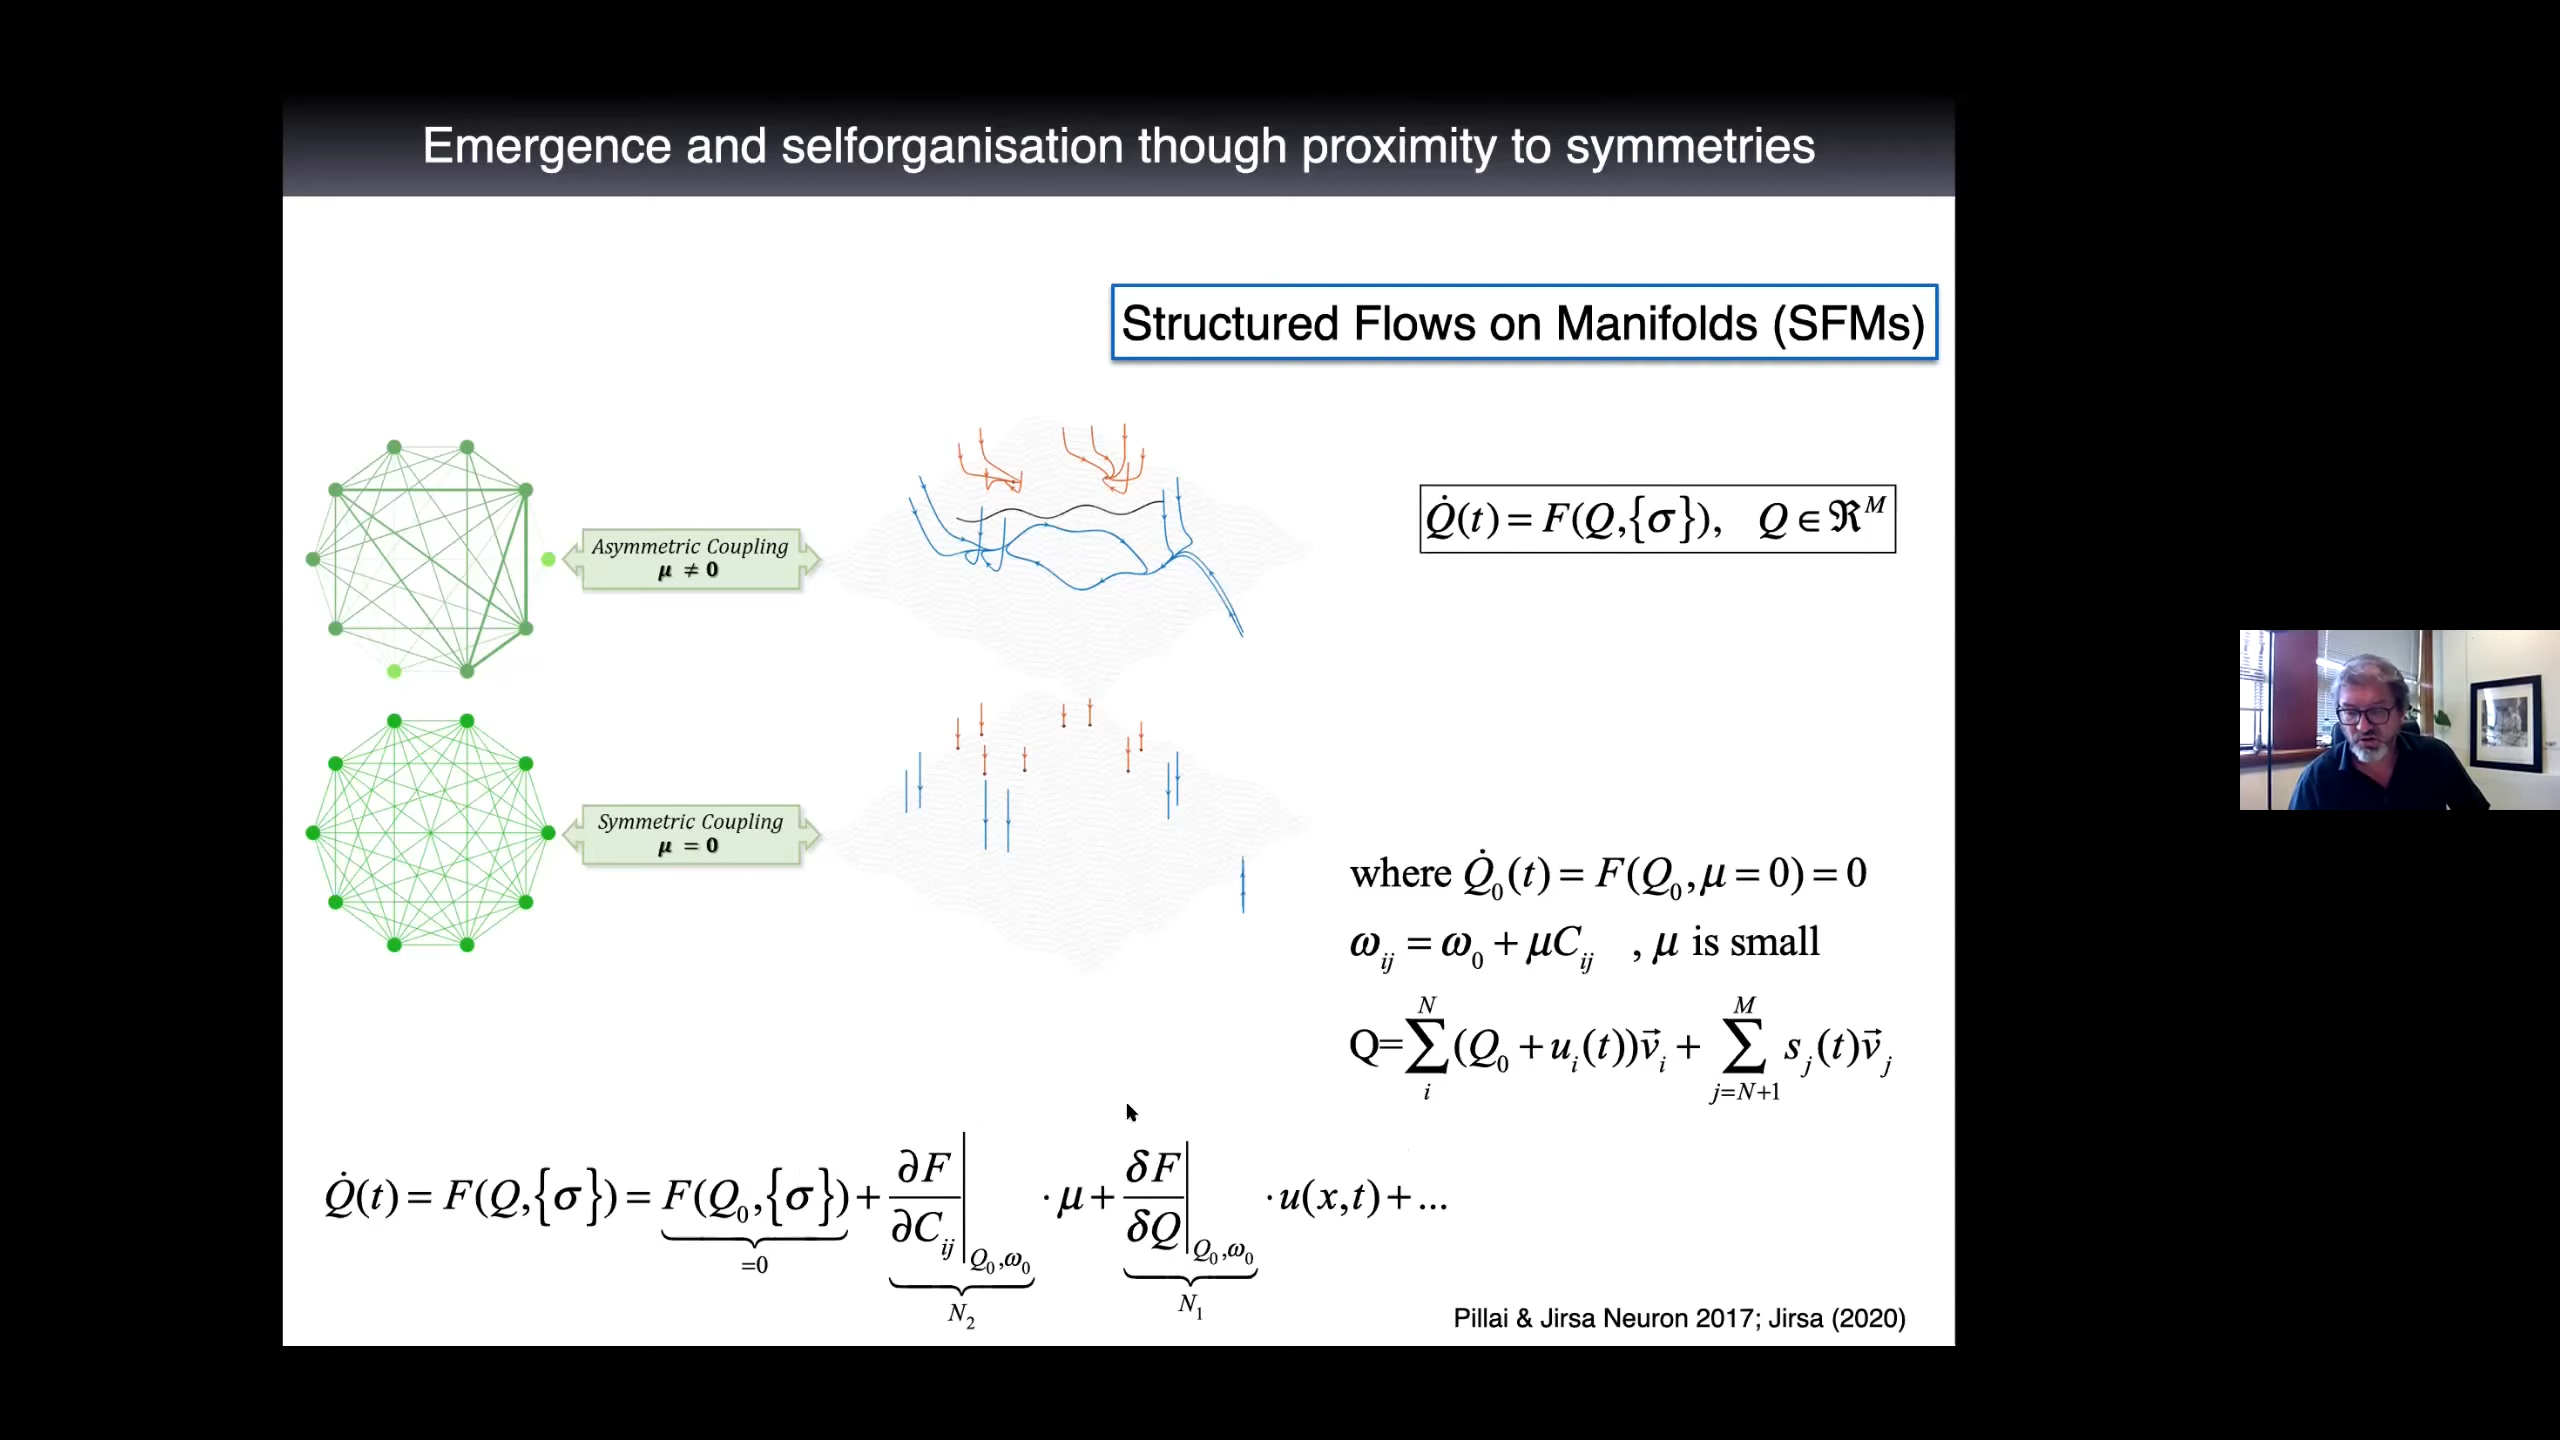 Emergence and selforganisation though proximity to symmetries
Structured Flows on Manifolds (SFMs)
Q̇(t) = F(Q,{σ}), Q ∈ ℜ^M
Asymmetric Coupling
μ ≠ 0
Symmetric Coupling
μ = 0
where Q̇₀(t) = F(Q₀,μ = 0) = 0
ω_ij = ω₀ + μC_ij , μ is small
Q=∑_i^N (Q₀ + u_i(t))v⃗_i + ∑_{j=N+1}^M s_j(t)v⃗_j
Q̇(t) = F(Q,{σ}) = F(Q₀,{σ}) + ∂F/∂C_ij |_{Q₀,ω₀} · μ + δF/δQ |_{Q₀,ω₀} · u(x,t) + ...
=0
N₂
N₁
Pillai & Jirsa Neuron 2017; Jirsa (2020)